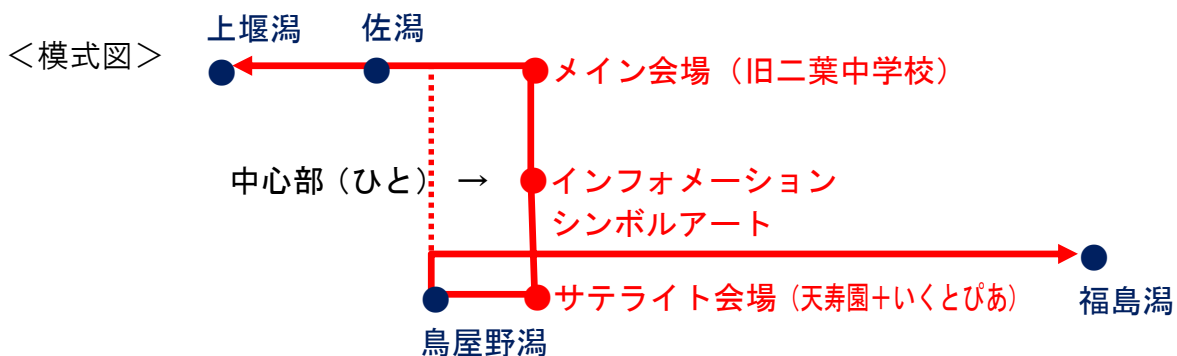 ＜模式図＞
上堰潟
佐潟
メイン会場（旧二葉中学校）
中心部（ひと） →
インフォメーション
シンボルアート
サテライト会場（天寿園＋いくとぴあ）
福島潟
鳥屋野潟